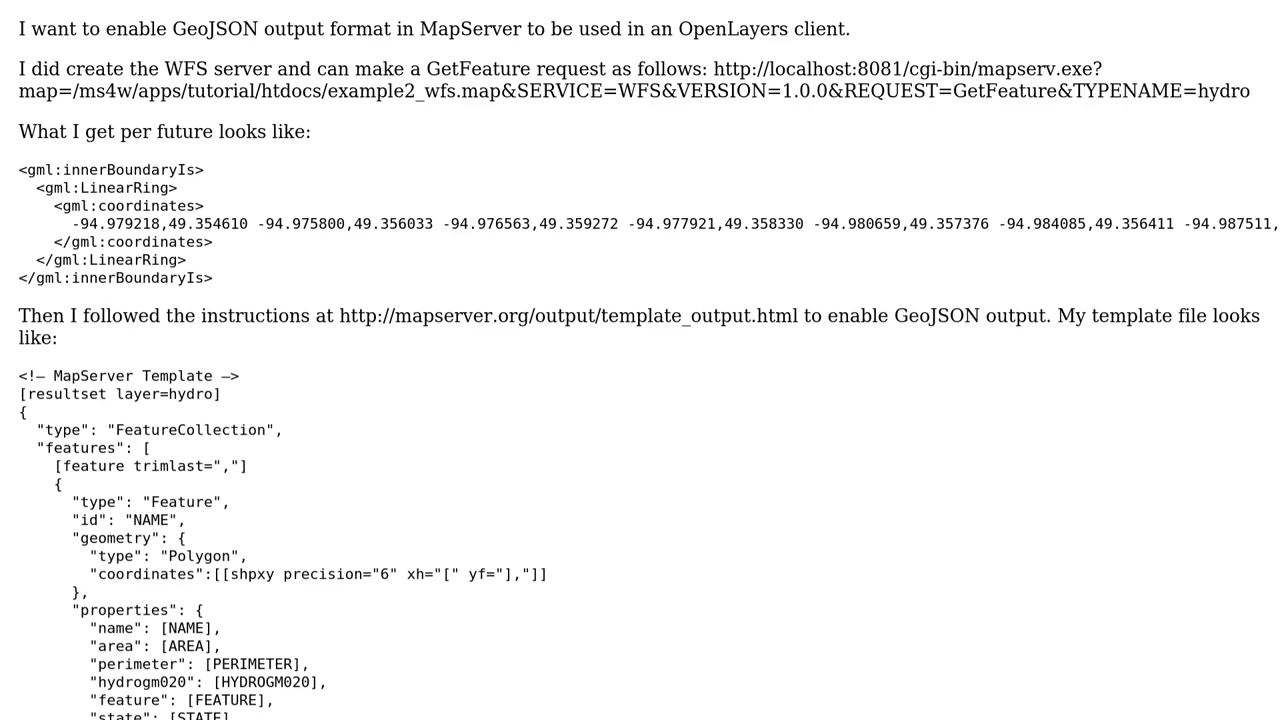 I want to enable GeoJSON output format in MapServer to be used in an OpenLayers client.
I did create the WFS server and can make a GetFeature request as follows: http://localhost:8081/cgi-bin/mapserv.exe?
map=/ms4w/apps/tutorial/htdocs/example2_wfs.map&SERVICE=WFS&VERSION=1.0.0&REQUEST=GetFeature&TYPENAME=hydro
What I get per future looks like:
<gml:innerBoundaryIs>
  <gml:LinearRing>
    <gml:coordinates>
      -94.979218,49.354610 -94.975800,49.356033 -94.976563,49.359272 -94.977921,49.358330 -94.980659,49.357376 -94.984085,49.356411 -94.987511,
    </gml:coordinates>
  </gml:LinearRing>
</gml:innerBoundaryIs>
Then I followed the instructions at http://mapserver.org/output/template_output.html to enable GeoJSON output. My template file looks
like:
<!— MapServer Template —>
[resultset layer=hydro]
{
  "type": "FeatureCollection",
  "features": [
    [feature trimlast=","]
    {
      "type": "Feature",
      "id": "NAME",
      "geometry": {
        "type": "Polygon",
        "coordinates":[[shpxy precision="6" xh="[" yf="],"]]
      },
      "properties": {
        "name": [NAME],
        "area": [AREA],
        "perimeter": [PERIMETER],
        "hydrogm020": [HYDROGM020],
        "feature": [FEATURE],
        "state": [STATE]